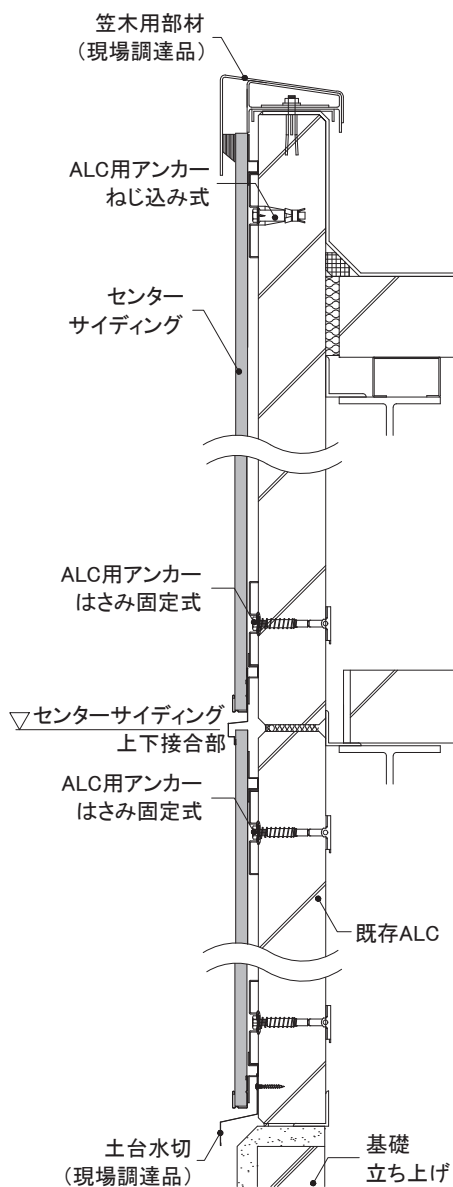 笠木用部材
（現場調達品）
ALC用アンカー
ねじ込み式
センター
サイディング
ALC用アンカー
はさみ固定式
センターサイディング
上下接合部
ALC用アンカー
はさみ固定式
既存ALC
土台水切
（現場調達品）
基礎
立ち上げ